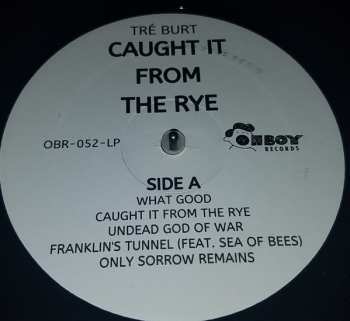 TRÉ BURT
CAUGHT IT
FROM
THE RYE
OBR-052-LP
OH BOY
RECORDS
SIDE A
WHAT GOOD
CAUGHT IT FROM THE RYE
UNDEAD GOD OF WAR
FRANKLIN'S TUNNEL (FEAT. SEA OF BEES)
ONLY SORROW REMAINS